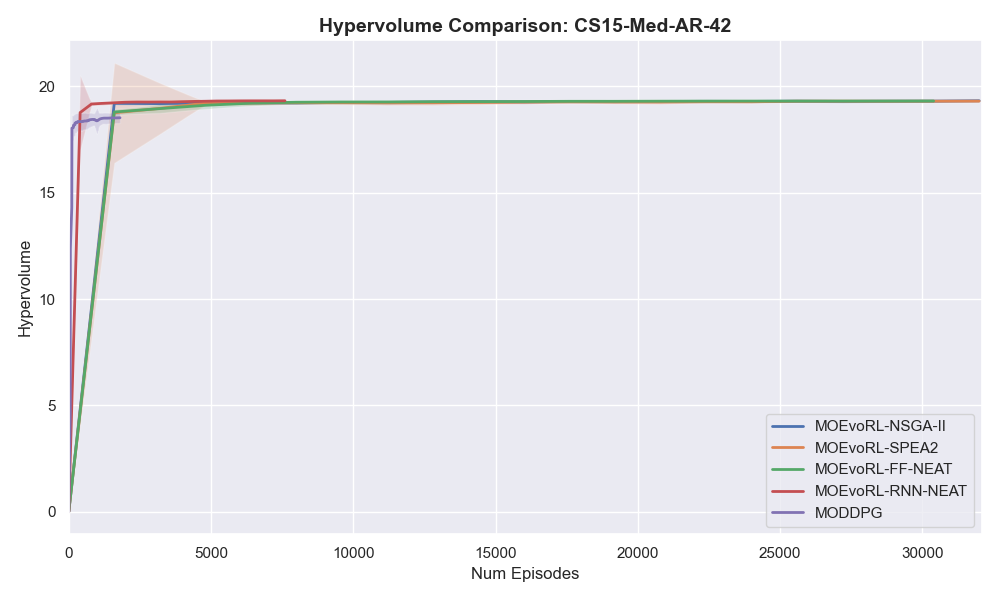 Hypervolume Comparison: CS15-Med-AR-42
Hypervolume
20
15
10
5
0
0 5000 10000 15000 20000 25000 30000
Num Episodes
MOEvoRL-NSGA-II
MOEvoRL-SPEA2
MOEvoRL-FF-NEAT
MOEvoRL-RNN-NEAT
MODDPG